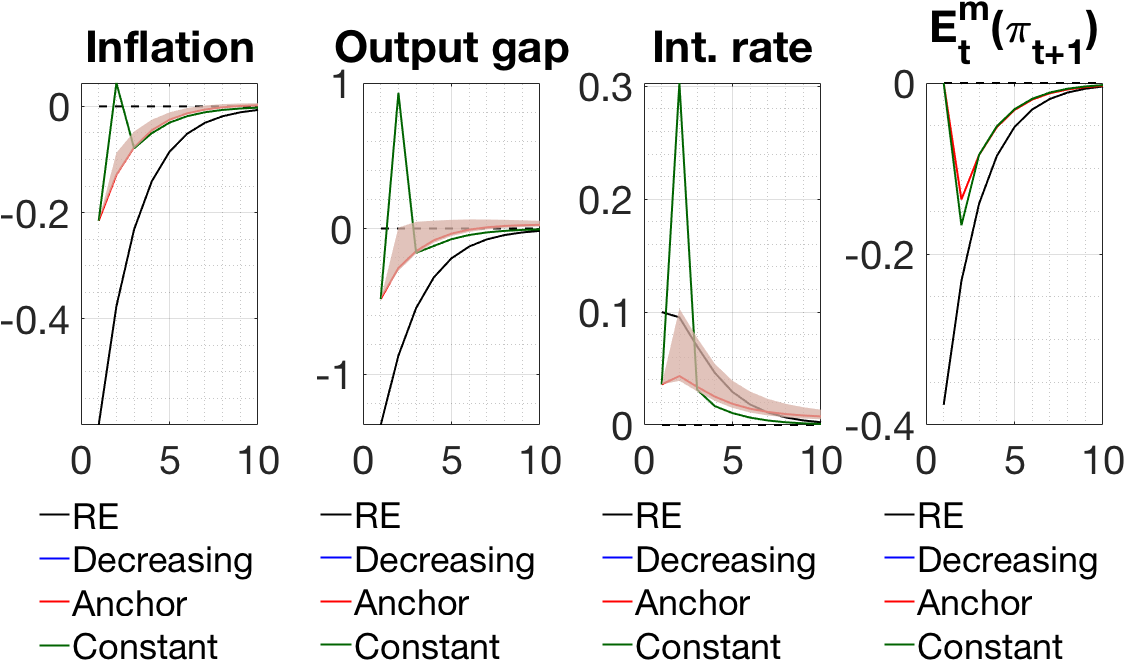 Inflation
0
-0.2
-0.4
0 5 10
RE
Decreasing
Anchor
Constant
Output gap
1
0
-1
0 5 10
RE
Decreasing
Anchor
Constant
Int. rate
0.3
0.2
0.1
0
0 5 10
RE
Decreasing
Anchor
Constant
E_t^m(π_{t+1})
0
-0.2
-0.4
0 5 10
RE
Decreasing
Anchor
Constant